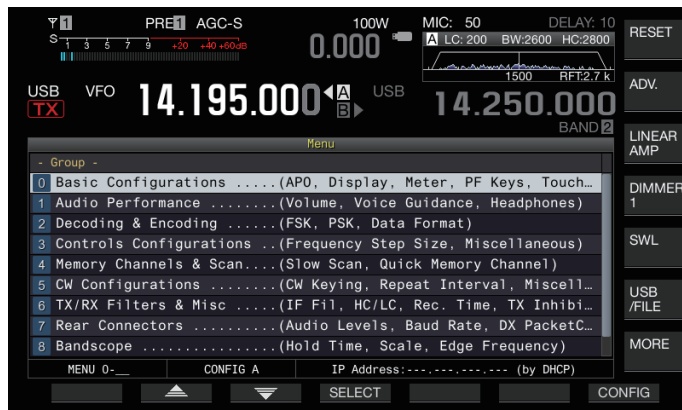 1 PRE1 AGC-S 100W MIC: 50 DELAY: 10
S 1 3 5 7 9 +20 +40 +60dB 0.000 A LC: 200 BW:2600 HC:2800
1500 RFT:2.7 k
USB VFO 14.195.000 A USB 14.250.000
TX B BAND 2
Menu
- Group -
0 Basic Configurations .....(APO, Display, Meter, PF Keys, Touch…
1 Audio Performance ........(Volume, Voice Guidance, Headphones)
2 Decoding & Encoding ......(FSK, PSK, Data Format)
3 Controls Configurations ..(Frequency Step Size, Miscellaneous)
4 Memory Channels & Scan....(Slow Scan, Quick Memory Channel)
5 CW Configurations ........(CW Keying, Repeat Interval, Miscell…
6 TX/RX Filters & Misc .....(IF Fil, HC/LC, Rec. Time, TX Inhibi…
7 Rear Connectors ..........(Audio Levels, Baud Rate, DX PacketC…
8 Bandscope ................(Hold Time, Scale, Edge Frequency)
MENU 0-__ CONFIG A IP Address:---.---.---.--- (by DHCP)
SELECT CONFIG
RESET
ADV.
LINEAR
AMP
DIMMER
1
SWL
USB
/FILE
MORE